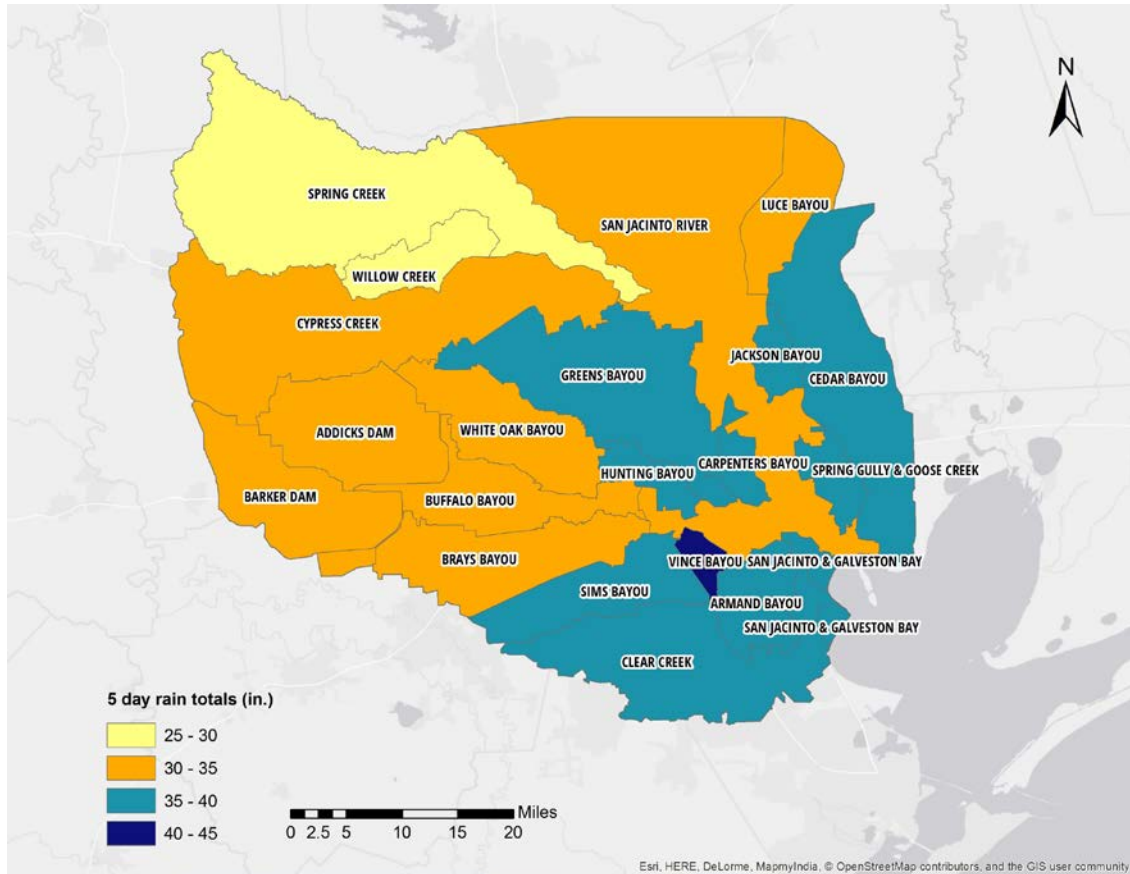 N
SPRING CREEK
LUCE BAYOU
SAN JACINTO RIVER
WILLOW CREEK
CYPRESS CREEK
JACKSON BAYOU
GREENS BAYOU
CEDAR BAYOU
ADDICKS DAM
WHITE OAK BAYOU
HUNTING BAYOU
CARPENTERS BAYOU
SPRING GULLY & GOOSE CREEK
BARKER DAM
BUFFALO BAYOU
BRAYS BAYOU
VINCE BAYOU
SAN JACINTO & GALVESTON BAY
SIMS BAYOU
ARMAND BAYOU
SAN JACINTO & GALVESTON BAY
CLEAR CREEK
5 day rain totals (in.)
25 - 30
30 - 35
35 - 40
40 - 45
Miles
0 2.5 5 10 15 20
Esri, HERE, DeLorme, MapmyIndia, © OpenStreetMap contributors, and the GIS user community